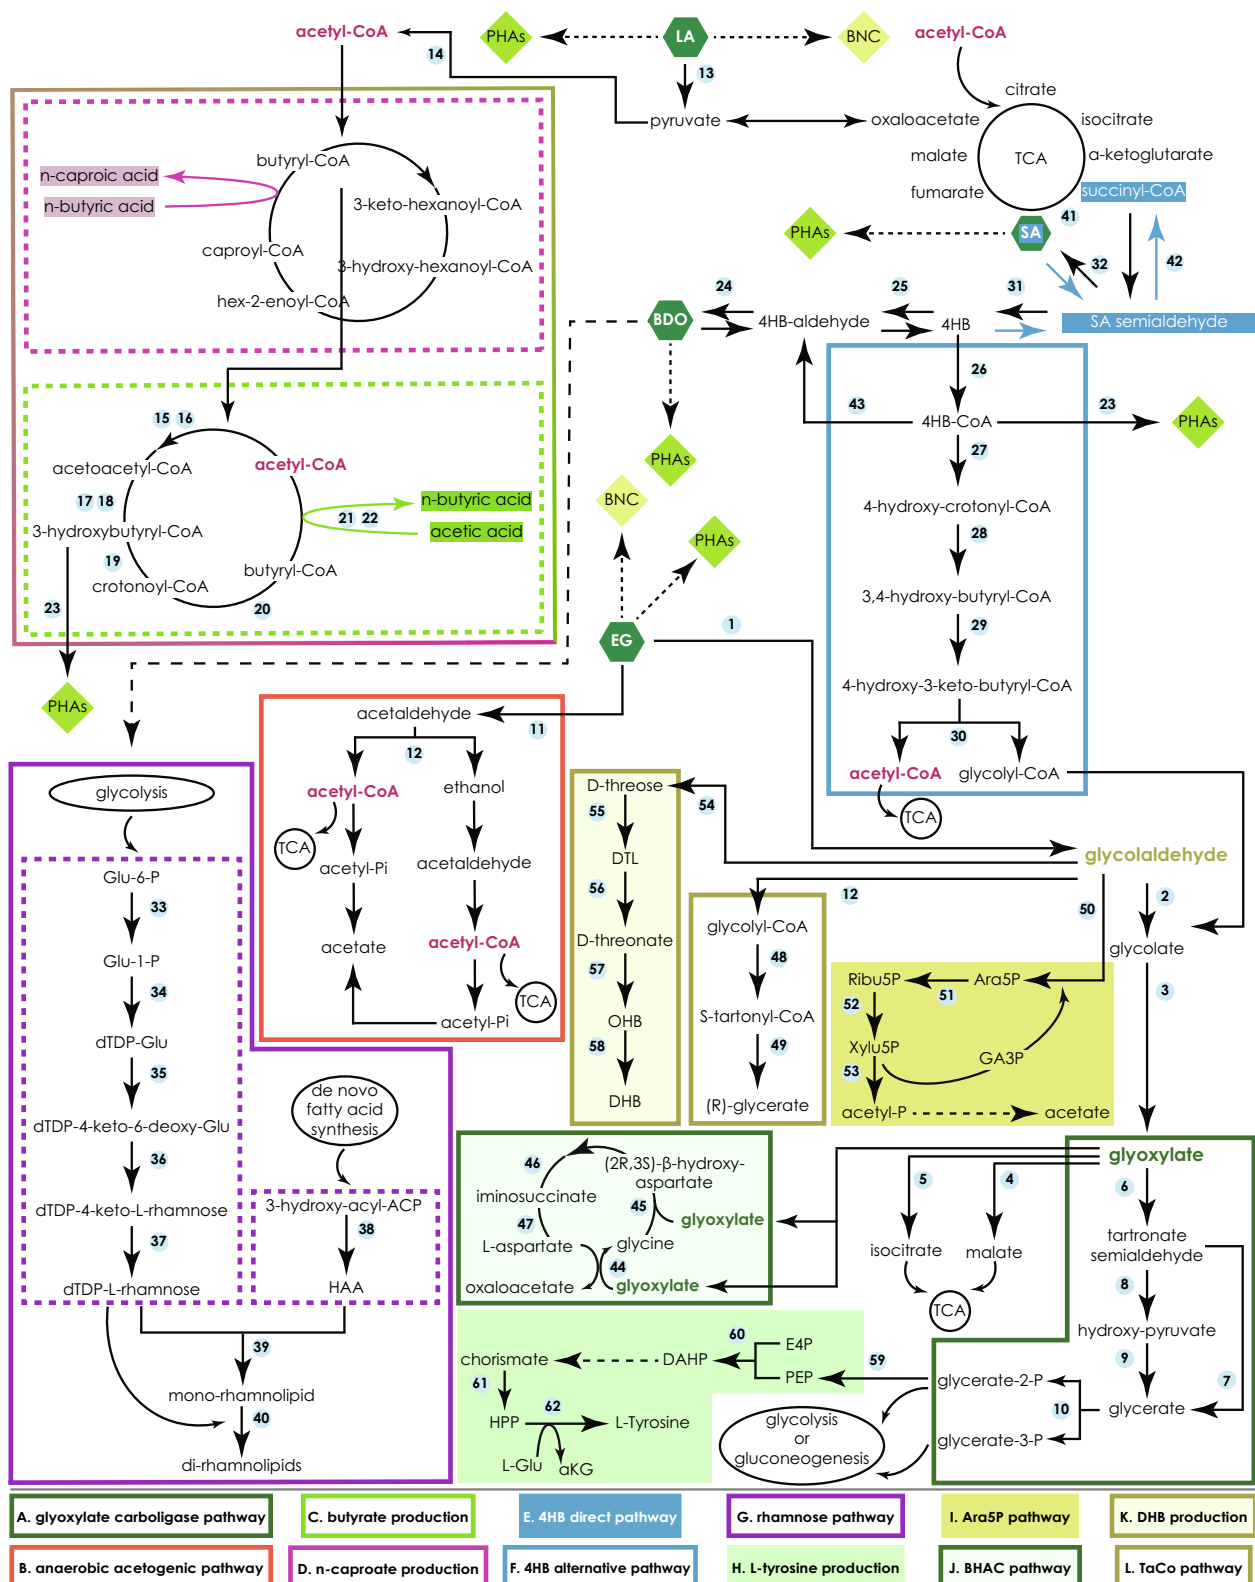 acetyl-CoA
14
PHAs
LA
BNC
acetyl-CoA
13
pyruvate
oxaloacetate
citrate
isocitrate
malate
TCA
a-ketoglutarate
fumarate
succinyl-CoA
41
SA
PHAs
32
42
butyryl-CoA
n-caproic acid
n-butyric acid
3-keto-hexanoyl-CoA
caproyl-CoA
3-hydroxy-hexanoyl-CoA
hex-2-enoyl-CoA
24
25
31
BDO
4HB-aldehyde
4HB
SA semialdehyde
26
43
23
4HB-CoA
PHAs
27
PHAs
15 16
acetoacetyl-CoA
acetyl-CoA
17 18
n-butyric acid
3-hydroxybutyryl-CoA
21 22
acetic acid
19
crotonoyl-CoA
butyryl-CoA
23
20
PHAs
BNC
PHAs
4-hydroxy-crotonyl-CoA
28
3,4-hydroxy-butyryl-CoA
29
4-hydroxy-3-keto-butyryl-CoA
30
acetyl-CoA
glycolyl-CoA
TCA
EG
1
acetaldehyde
11
12
acetyl-CoA
ethanol
TCA
acetyl-Pi
acetaldehyde
acetate
acetyl-CoA
TCA
acetyl-Pi
D-threose
54
55
DTL
56
D-threonate
57
OHB
58
DHB
glycolaldehyde
12
50
2
glycolyl-CoA
48
S-tartonyl-CoA
49
(R)-glycerate
glycolate
3
Ribu5P
Ara5P
51
52
Xylu5P
GA3P
53
acetyl-P
acetate
glycolysis
Glu-6-P
33
Glu-1-P
34
dTDP-Glu
35
dTDP-4-keto-6-deoxy-Glu
36
dTDP-4-keto-L-rhamnose
37
dTDP-L-rhamnose
de novo
fatty acid
synthesis
3-hydroxy-acyl-ACP
38
HAA
39
mono-rhamnolipid
40
di-rhamnolipids
46
(2R,3S)-β-hydroxy-
aspartate
iminosuccinate
45
47
glyoxylate
L-aspartate
glycine
44
oxaloacetate
glyoxylate
glyoxylate
5
4
6
isocitrate
malate
tartronate
semialdehyde
TCA
8
hydroxy-pyruvate
9
7
glycerate
10
glycerate-2-P
glycerate-3-P
59
60
E4P
chorismate
DAHP
PEP
61
HPP
62
L-Tyrosine
L-Glu
aKG
glycolysis
or
gluconeogenesis
A. glyoxylate carboligase pathway
C. butyrate production
E. 4HB direct pathway
G. rhamnose pathway
I. Ara5P pathway
K. DHB production
B. anaerobic acetogenic pathway
D. n-caproate production
F. 4HB alternative pathway
H. L-tyrosine production
J. BHAC pathway
L. TaCo pathway